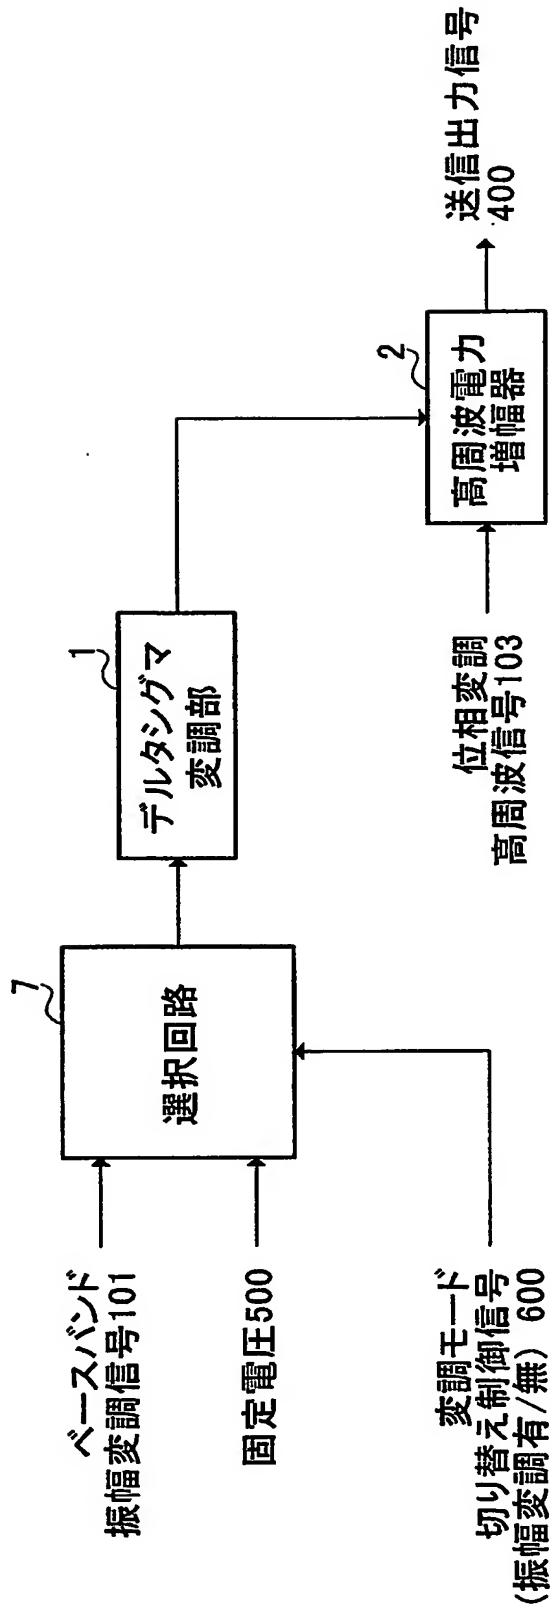 ベースバンド
振幅変調信号101
固定電圧500
変調モード
切り替え制御信号
(振幅変調有/無) 600
7
選択回路
1
デルタシグマ
変調部
位相変調
高周波信号103
2
高周波電力
増幅器
送信出力信号
400